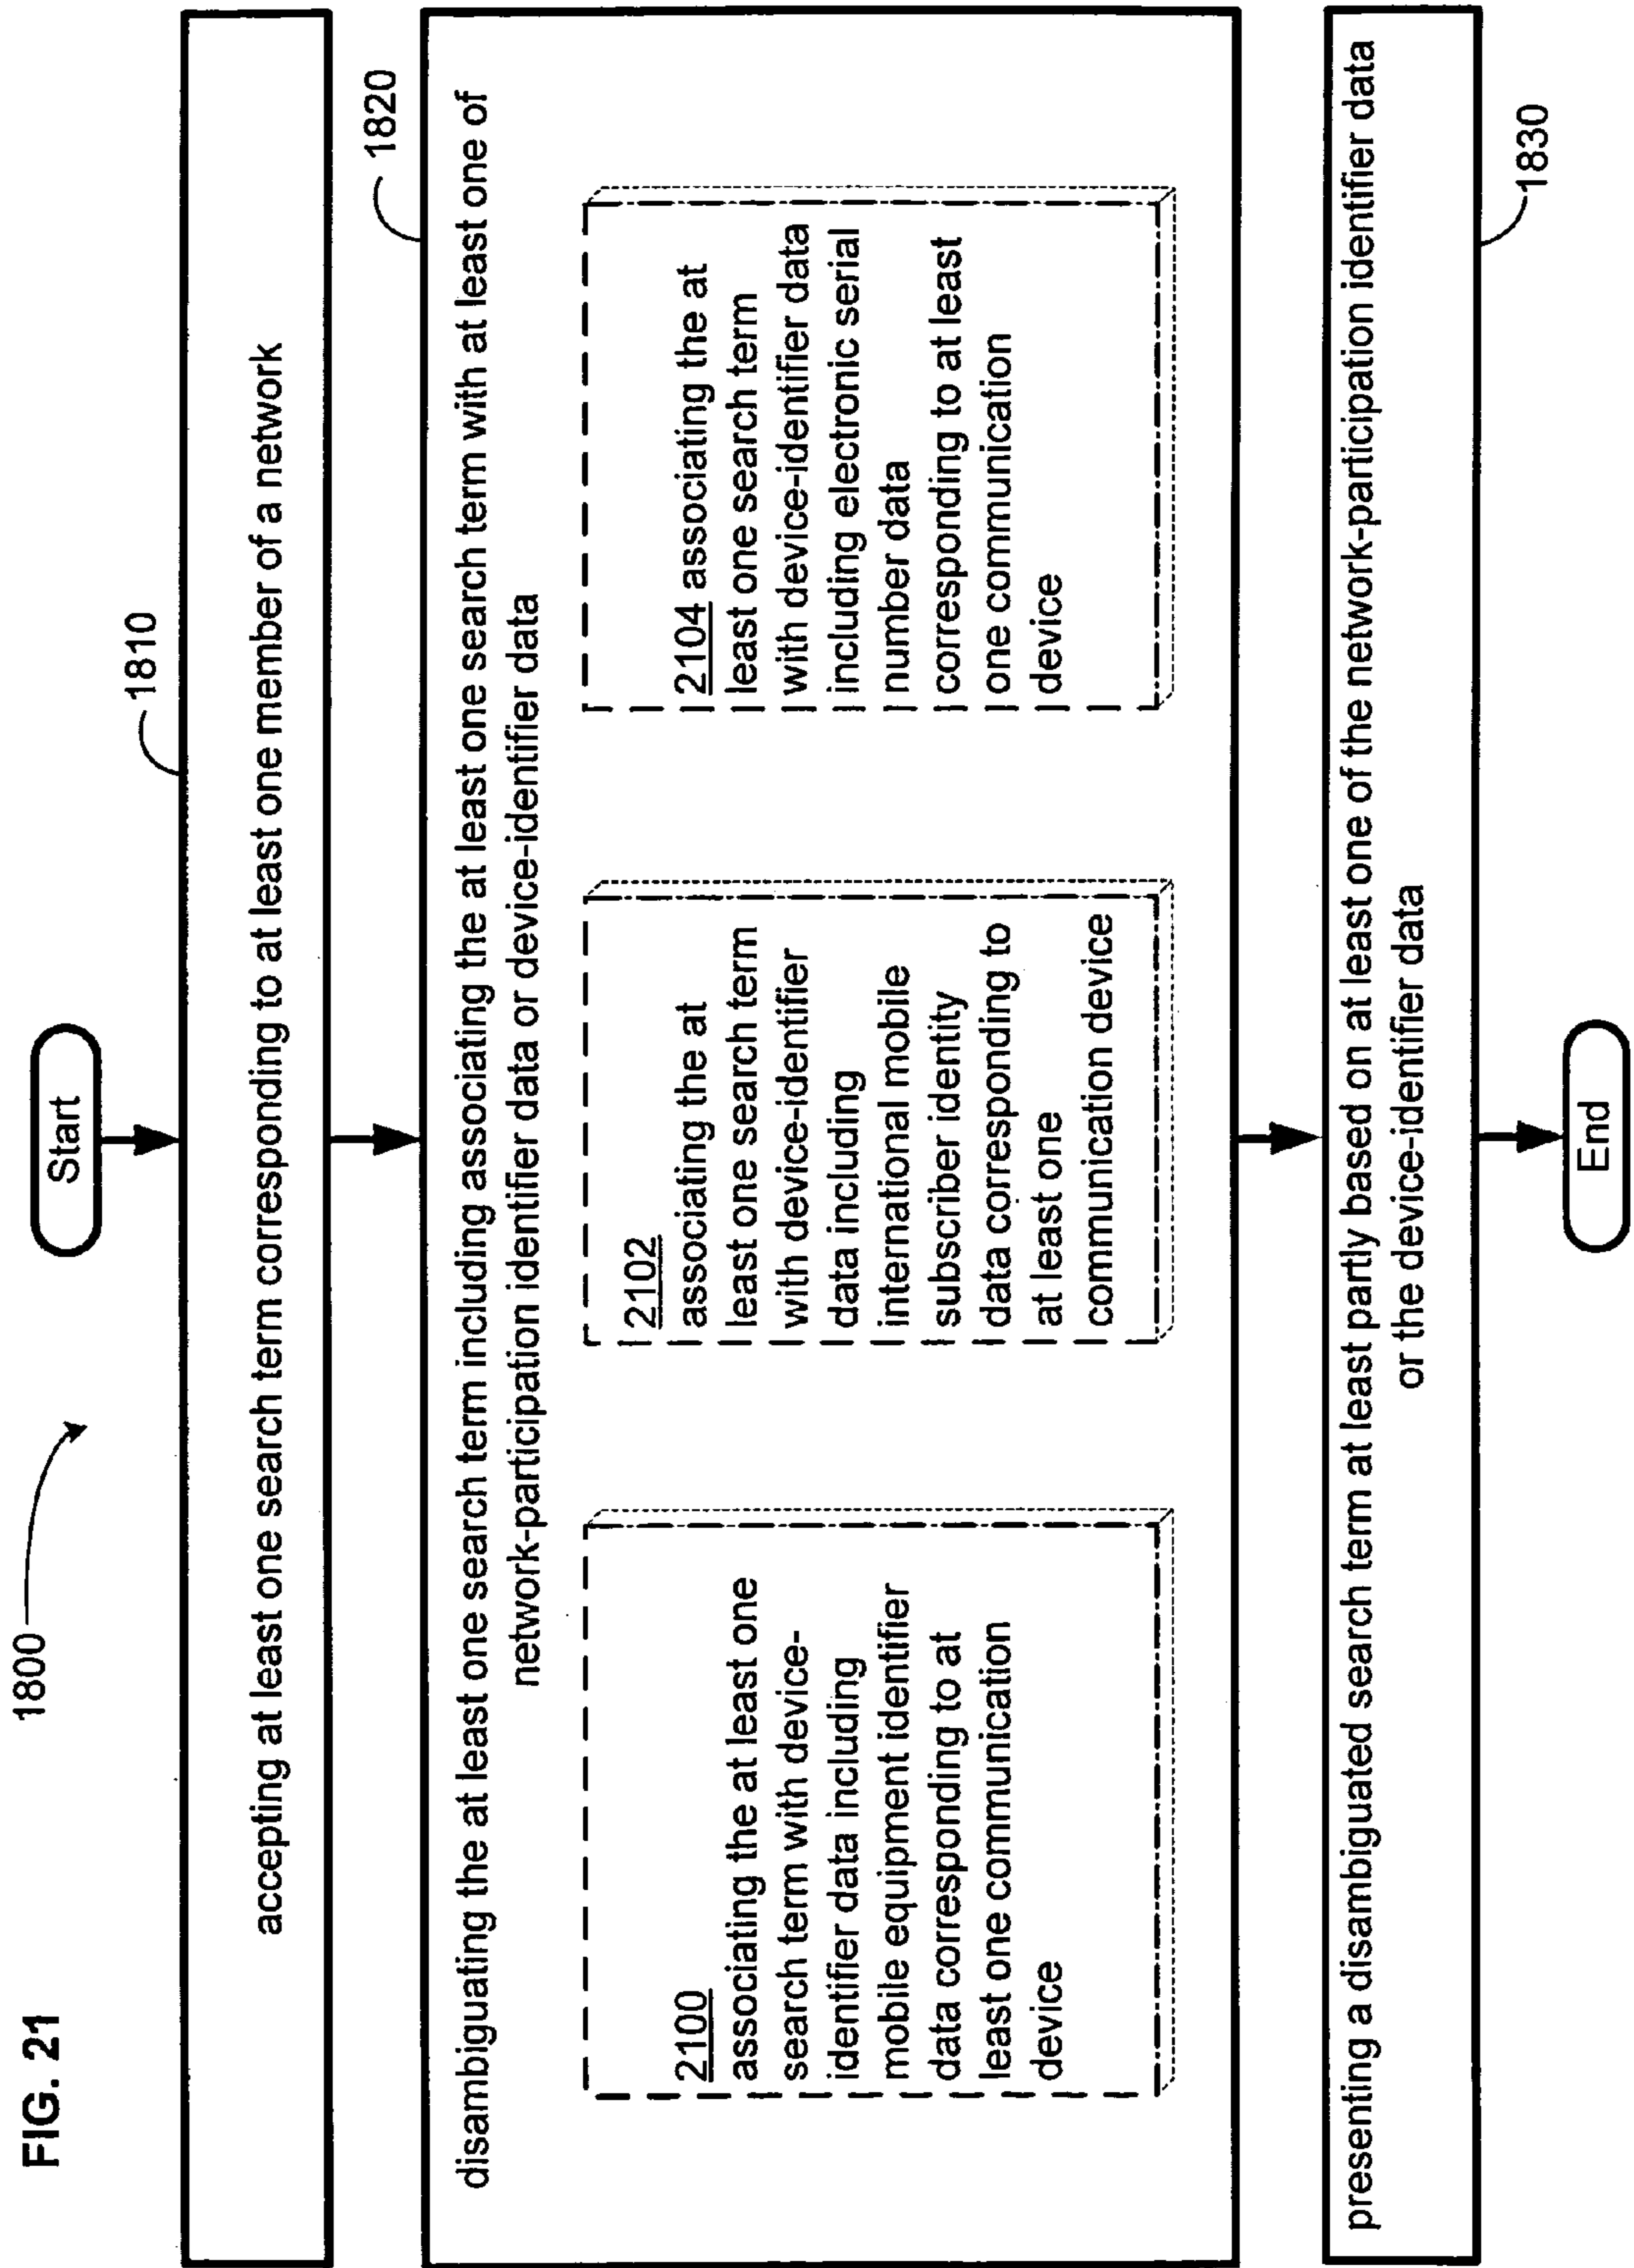 FIG. 21
1800
Start
1810
accepting at least one search term corresponding to at least one member of a network
1820
disambiguating the at least one search term including associating the at least one search term with at least one of
network-participation identifier data or device-identifier data
2100
associating the at least one
search term with device-
identifier data including
mobile equipment identifier
data corresponding to at
least one communication
device
2102
associating the at
least one search term
with device-identifier
data including
international mobile
subscriber identity
data corresponding to
at least one
communication device
2104 associating the at
least one search term
with device-identifier data
including electronic serial
number data
corresponding to at least
one communication
device
presenting a disambiguated search term at least partly based on at least one of the network-participation identifier data
or the device-identifier data
1830
End